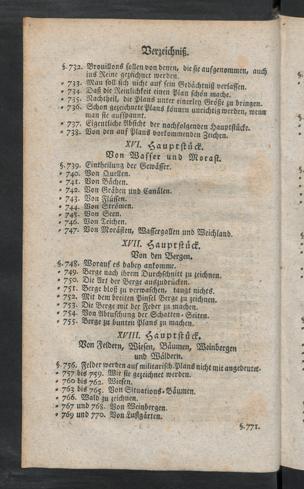 Verzeichniß.
§. 732. Brouillons sollen von denen, die sie aufgenommen, auch
ins Reine gezeichnet werden.
- 733. Man soll sich nicht auf sein Gedächtniß verlassen.
- 734. Daß die Reinlichkeit einen Plan schön mache.
- 735. Nachtheil, die Plans unter einerley Größe zu bringen.
- 736. Schon gezeichnete Plans können unrichtig werden, wenn
man sie aufspannt.
- 737. Eigentliche Absicht der nachfolgenden Hauptstücke.
- 738. Von den auf Plans vorkommenden Zeichen.
XVI. Hauptstück.
Von Wasser und Morast.
§. 739. Eintheilung der Gewässer.
- 740. Von Quellen.
- 741. Von Bächen.
- 742. Von Gräben und Canälen.
- 743. Von Flüssen.
- 744. Von Strömen.
- 745. Von Seen.
- 746. Von Teichen.
- 747. Von Morästen, Wassergallen und Weichland.
XVII. Hauptstück.
Von den Bergen.
§. 748. Worauf es dabey ankomme.
- 749. Berge nach ihrem Durchschnitt zu zeichnen.
- 750. Die Art der Berge auszudrücken.
- 751. Berge bloß zu verwaschen, taugt nichts.
- 752. Mit dem breiten Pinsel Berge zu zeichnen.
- 753. Die Berge mit der Feder zu machen.
- 754. Von Abtuschung der Schatten-Seiten.
- 755. Berge zu bunten Plans zu machen.
XVIII. Hauptstück.
Von Feldern, Wiesen, Bäumen, Weinbergen
und Wäldern.
§. 756. Felder werden auf militarisch. Plans nicht mit angedeutet.
- 757 bis 759. Wie sie gezeichnet werden.
- 760 bis 762. Wiesen.
- 763 bis 765. Von Situations-Bäumen.
- 766. Wald zu zeichnen.
- 767 und 768. Von Weinbergen.
- 769 und 770. Von Lustgärten.
§. 771.